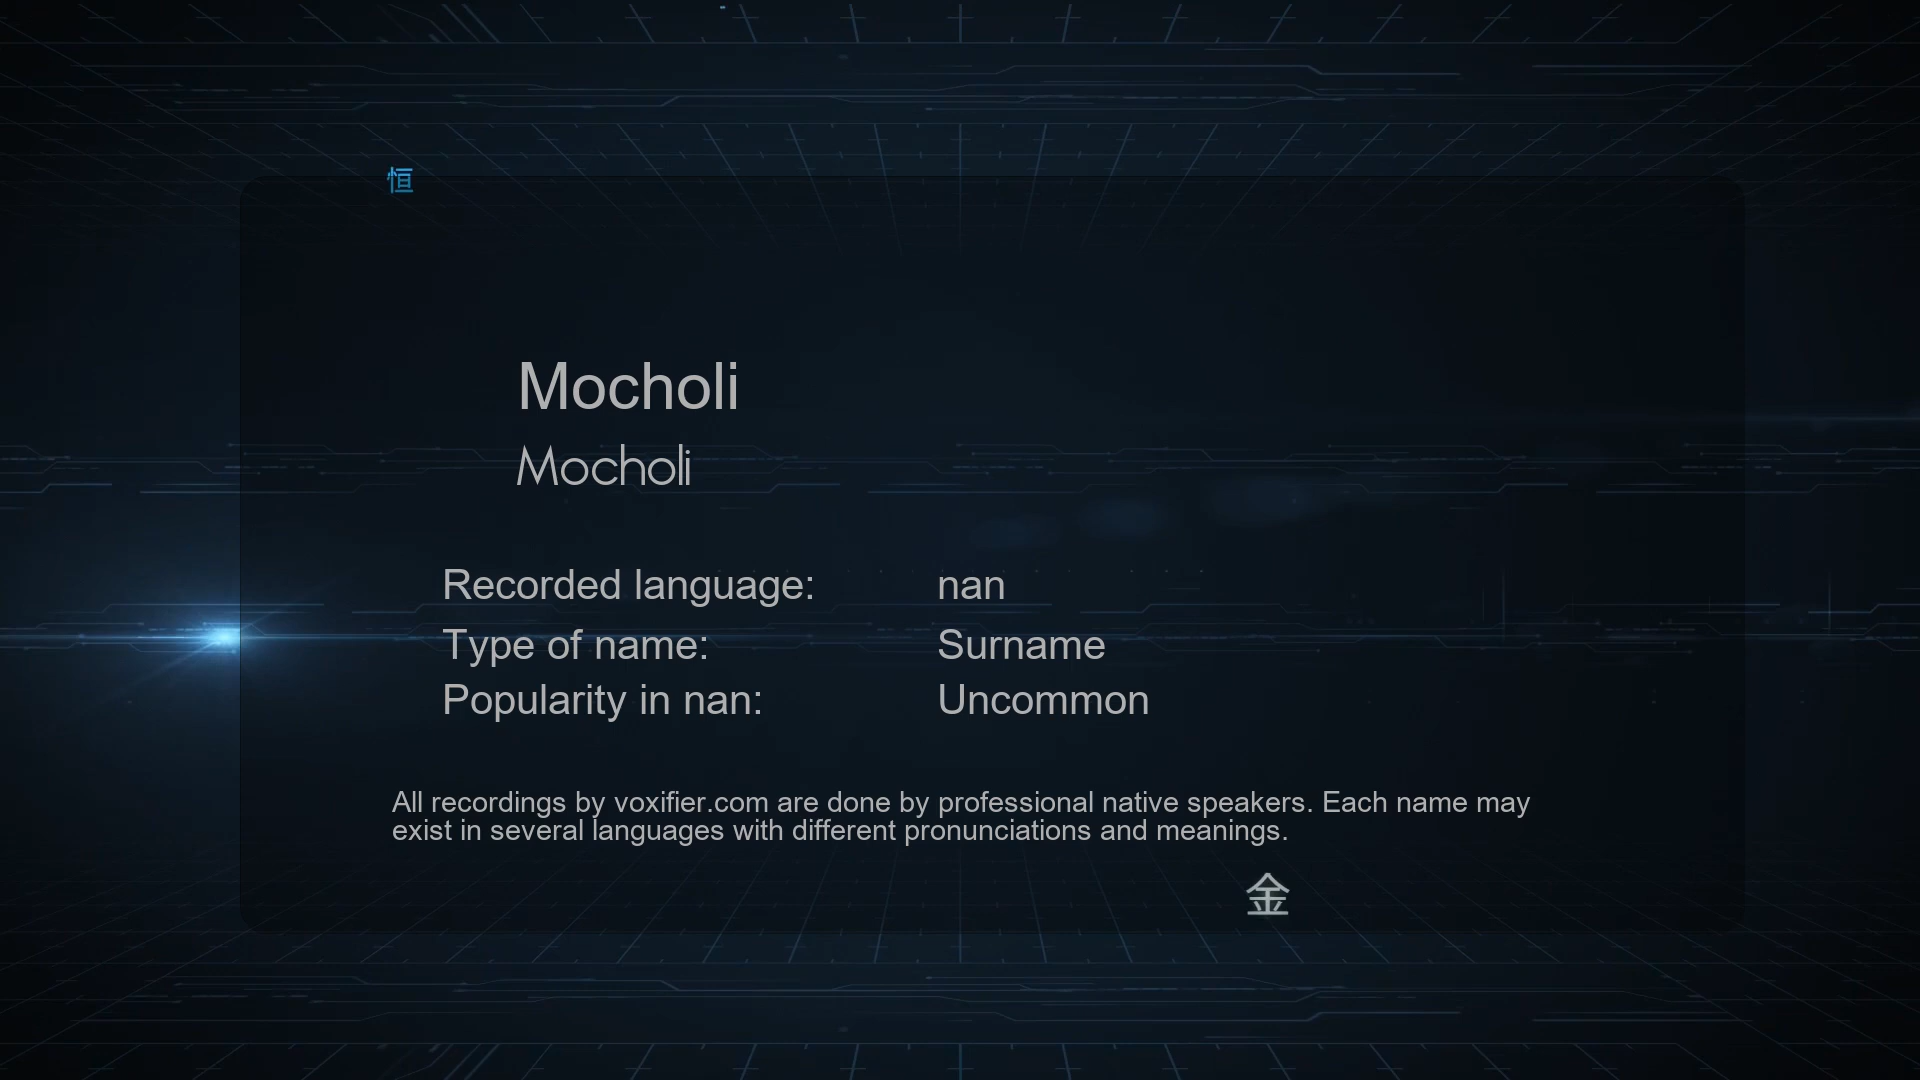 恒
Mocholi
Mocholi
Recorded language: nan
Type of name: Surname
Popularity in nan: Uncommon
All recordings by voxifier.com are done by professional native speakers. Each name may
exist in several languages with different pronunciations and meanings.
金